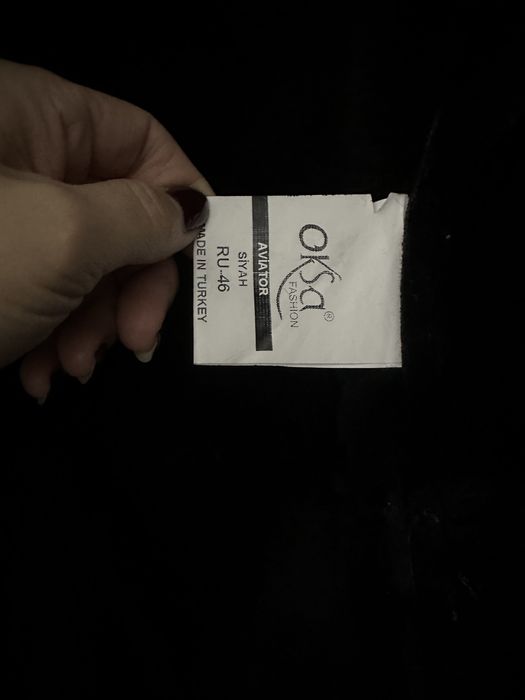 OKSa®
FASHION
AVIATOR
SİYAH
RU-46
MADE IN TURKEY